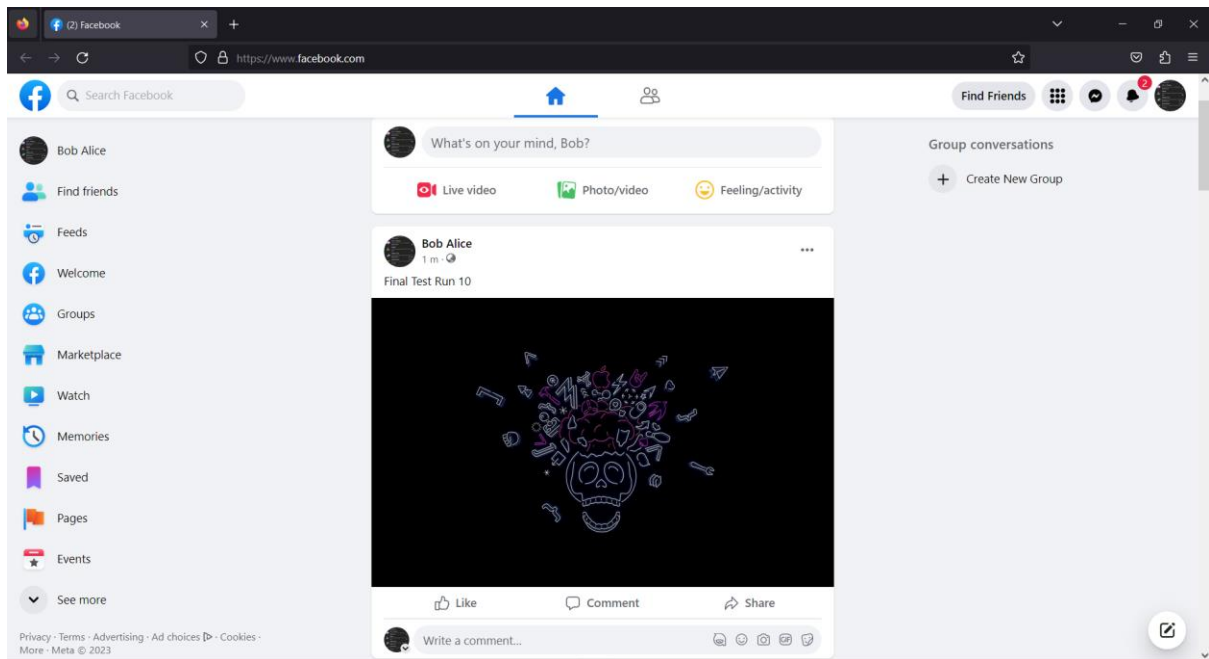 (2) Facebook
https://www.facebook.com
Search Facebook
Find Friends
2
Bob Alice
Find friends
Feeds
Welcome
Groups
Marketplace
Watch
Memories
Saved
Pages
Events
See more
Privacy · Terms · Advertising · Ad choices · Cookies ·
More · Meta © 2023
What's on your mind, Bob?
Live video Photo/video Feeling/activity
Bob Alice
1 m ·
Final Test Run 10
Like Comment Share
Write a comment...
GIF
Group conversations
Create New Group